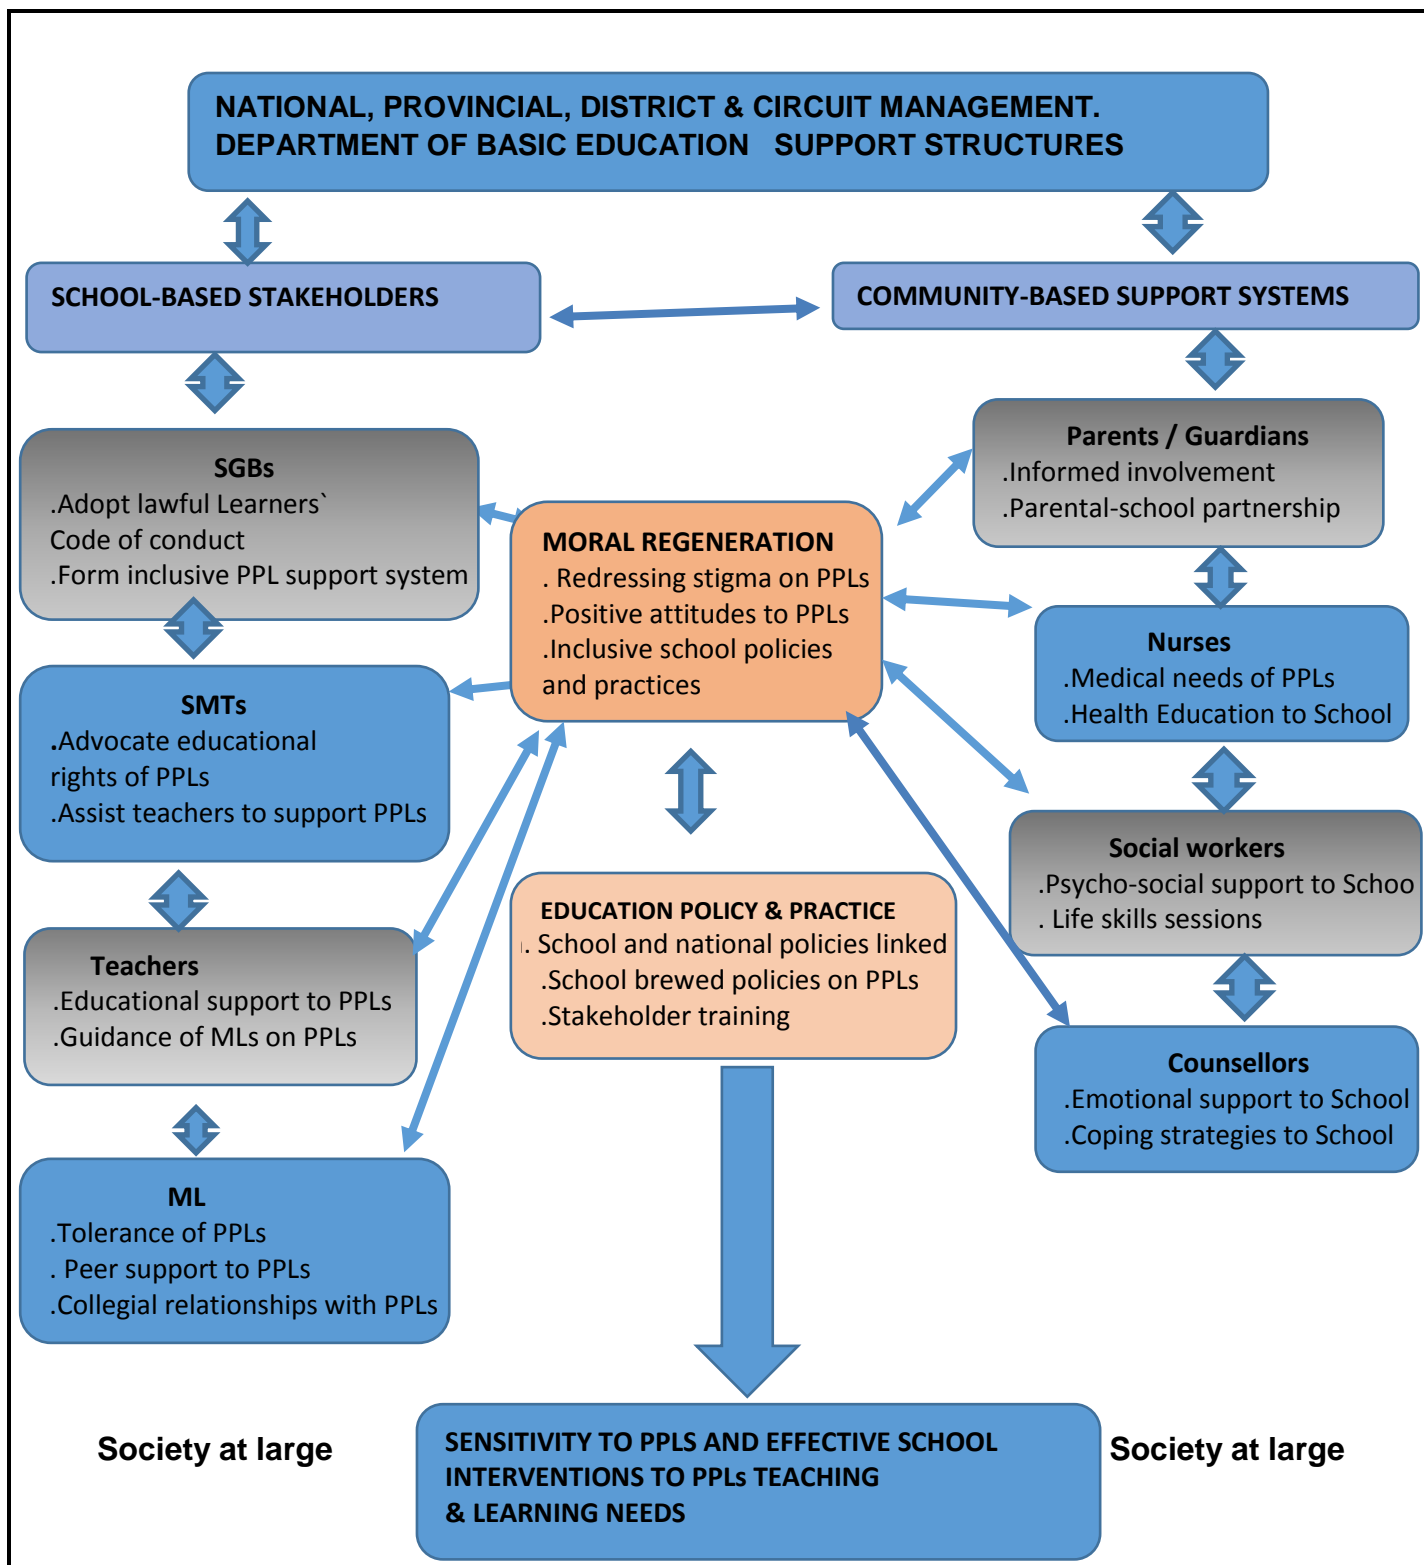 NATIONAL, PROVINCIAL, DISTRICT & CIRCUIT MANAGEMENT.
DEPARTMENT OF BASIC EDUCATION SUPPORT STRUCTURES
SCHOOL-BASED STAKEHOLDERS
COMMUNITY-BASED SUPPORT SYSTEMS
SGBs
.Adopt lawful Learners`
Code of conduct
.Form inclusive PPL support system
Parents / Guardians
.Informed involvement
.Parental-school partnership
MORAL REGENERATION
. Redressing stigma on PPLs
.Positive attitudes to PPLs
.Inclusive school policies
and practices
Nurses
.Medical needs of PPLs
.Health Education to School
SMTs
.Advocate educational
rights of PPLs
.Assist teachers to support PPLs
Social workers
.Psycho-social support to Schoo
. Life skills sessions
EDUCATION POLICY & PRACTICE
. School and national policies linked
.School brewed policies on PPLs
.Stakeholder training
Teachers
.Educational support to PPLs
.Guidance of MLs on PPLs
Counsellors
.Emotional support to School
.Coping strategies to School
ML
.Tolerance of PPLs
. Peer support to PPLs
.Collegial relationships with PPLs
Society at large
SENSITIVITY TO PPLS AND EFFECTIVE SCHOOL
INTERVENTIONS TO PPLs TEACHING
& LEARNING NEEDS
Society at large